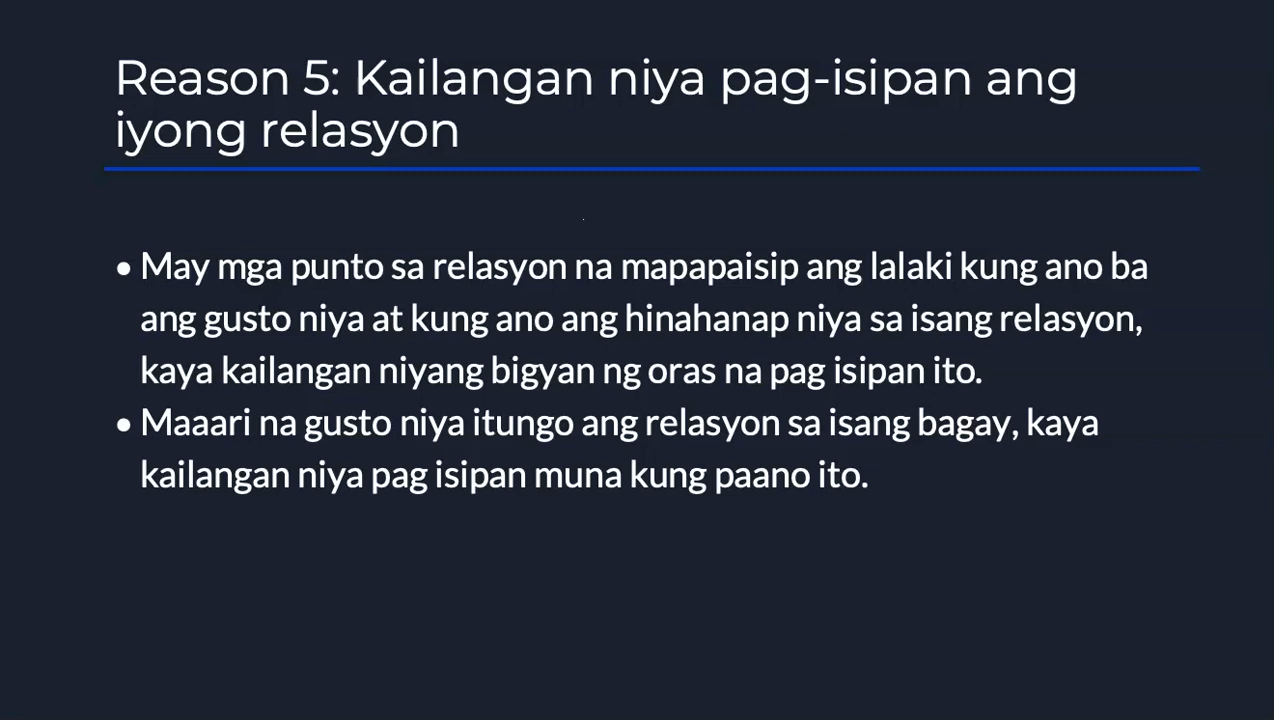 Reason 5: Kailangan niya pag-isipan ang
iyong relasyon
• May mga punto sa relasyon na mapapaisip ang lalaki kung ano ba
ang gusto niya at kung ano ang hinahanap niya sa isang relasyon,
kaya kailangan niyang bigyan ng oras na pag isipan ito.
• Maaari na gusto niya itungo ang relasyon sa isang bagay, kaya
kailangan niya pag isipan muna kung paano ito.